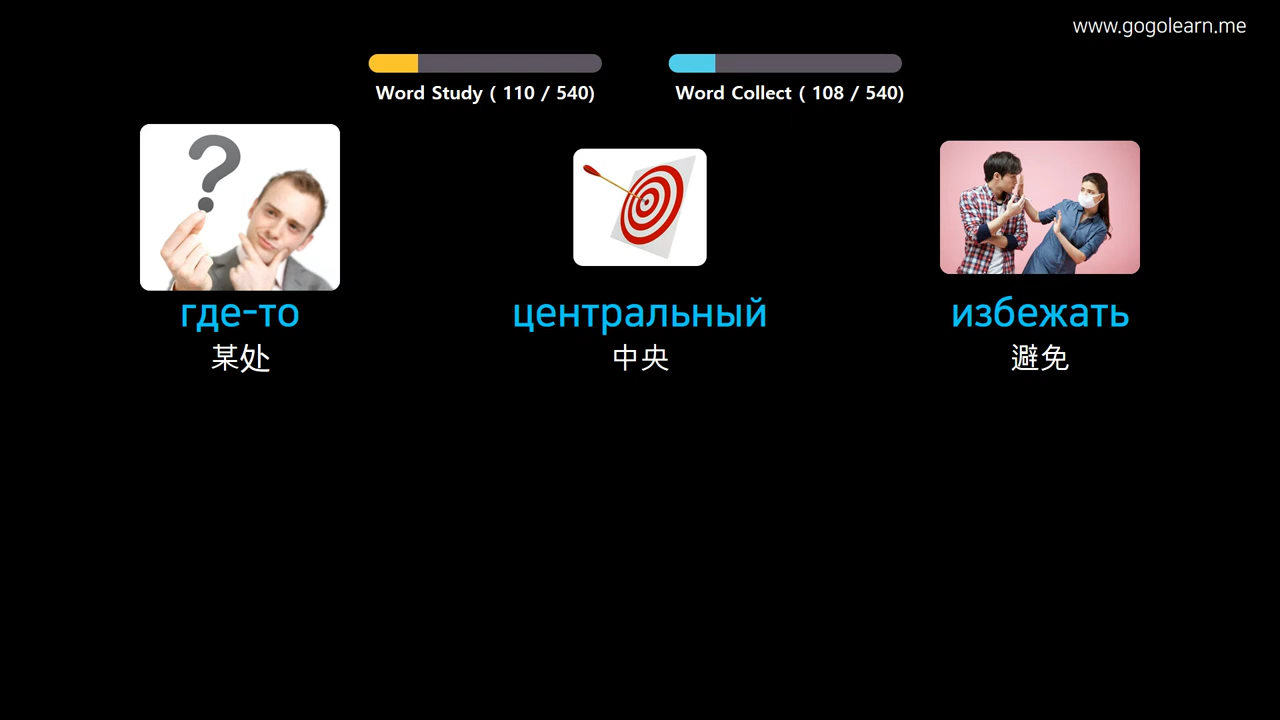 www.gogolearn.me
Word Study ( 110 / 540)
Word Collect ( 108 / 540)
где-то
центральный
избежать
某处
中央
避免